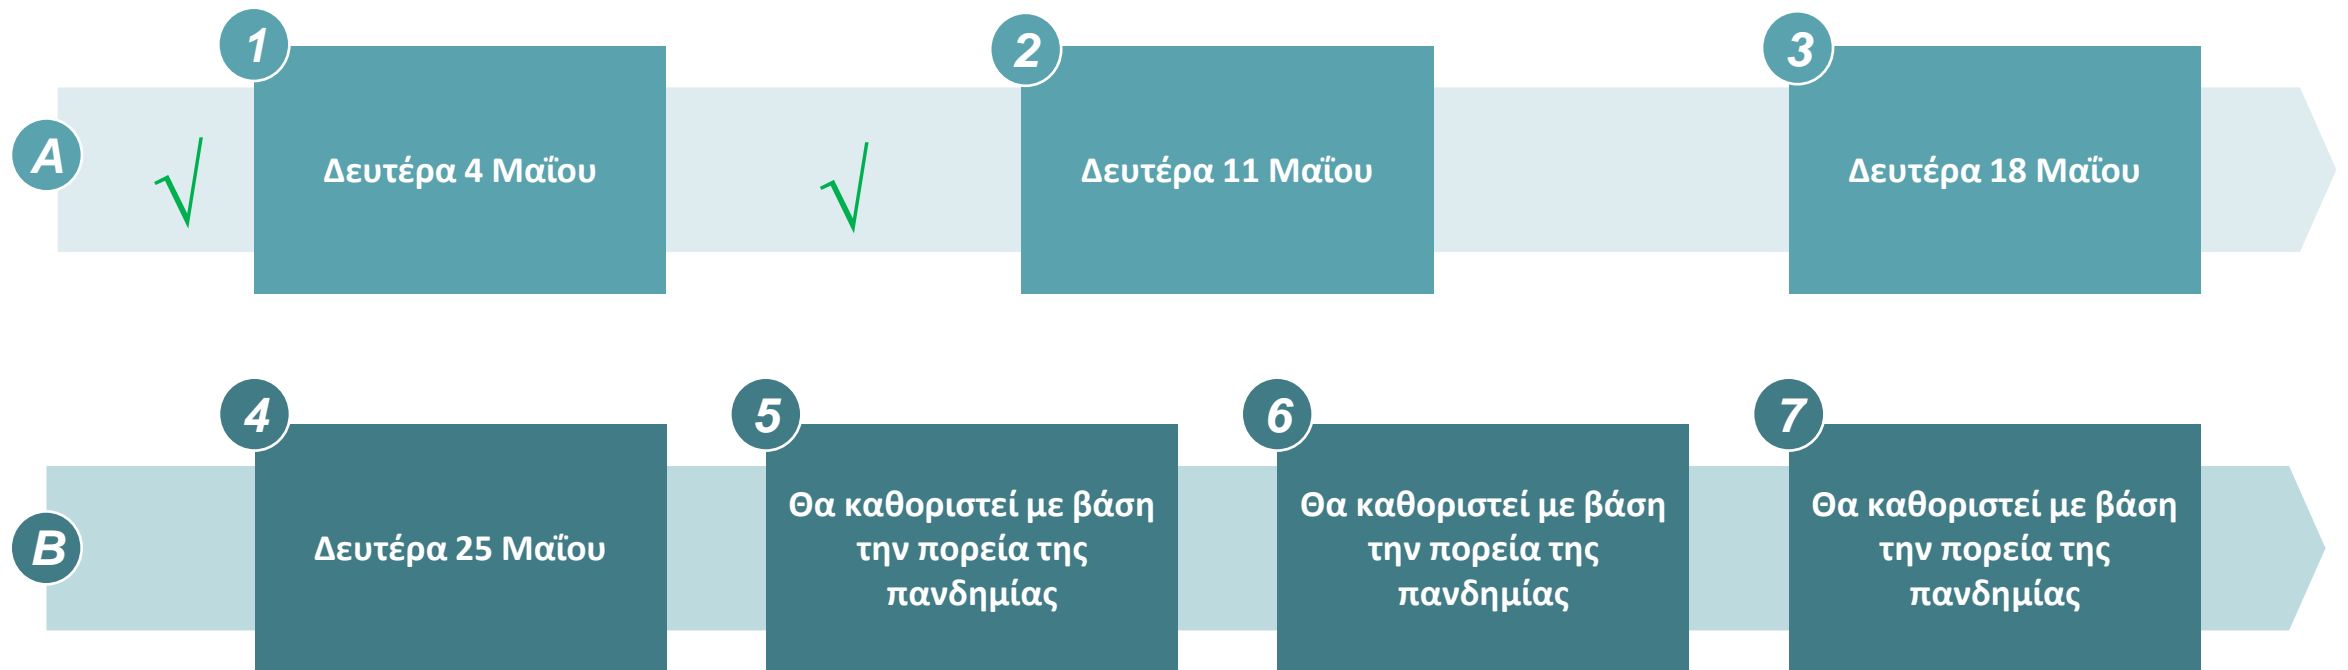 1
2
3
A
√
Δευτέρα 4 Μαΐου
√
Δευτέρα 11 Μαΐου
Δευτέρα 18 Μαΐου
4
5
6
7
B
Δευτέρα 25 Μαΐου
Θα καθοριστεί με βάση
την πορεία της
πανδημίας
Θα καθοριστεί με βάση
την πορεία της
πανδημίας
Θα καθοριστεί με βάση
την πορεία της
πανδημίας